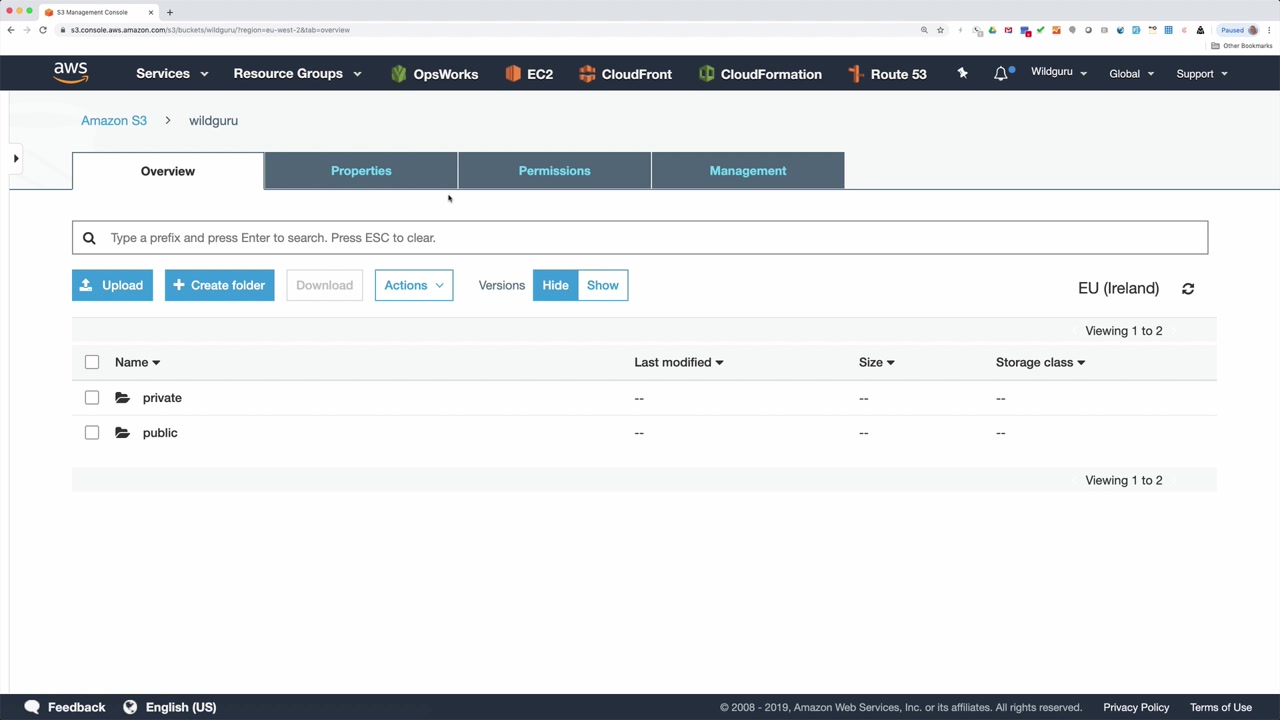 S3 Management Console
s3.console.aws.amazon.com/s3/buckets/wildguru/?region=eu-west-2&tab=overview
Paused
Other Bookmarks
aws
Services
Resource Groups
OpsWorks
EC2
CloudFront
CloudFormation
Route 53
Wildguru
Global
Support
Amazon S3
wildguru
Overview
Properties
Permissions
Management
Type a prefix and press Enter to search. Press ESC to clear.
Upload
Create folder
Download
Actions
Versions
Hide
Show
EU (Ireland)
Viewing 1 to 2
Name
Last modified
Size
Storage class
private
--
--
--
public
--
--
--
Viewing 1 to 2
Feedback
English (US)
© 2008 - 2019, Amazon Web Services, Inc. or its affiliates. All rights reserved.
Privacy Policy
Terms of Use